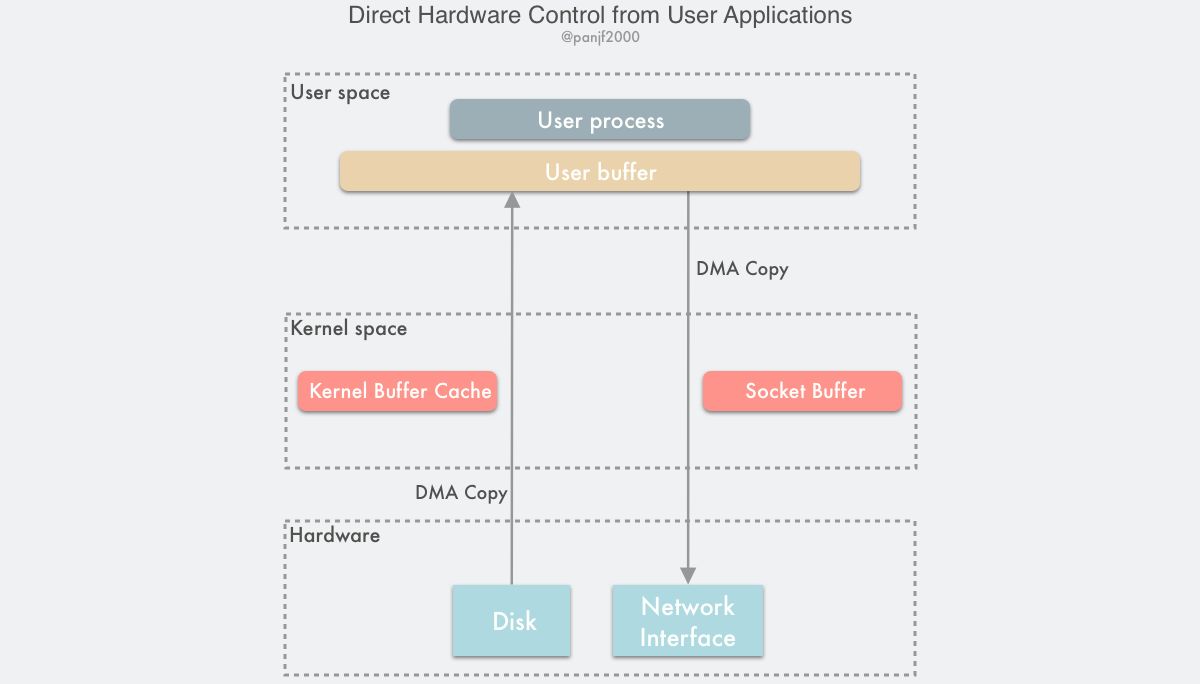 Direct Hardware Control from User Applications
@panjf2000
User space
User process
User buffer
DMA Copy
Kernel space
Kernel Buffer Cache
Socket Buffer
DMA Copy
Hardware
Disk
Network
Interface